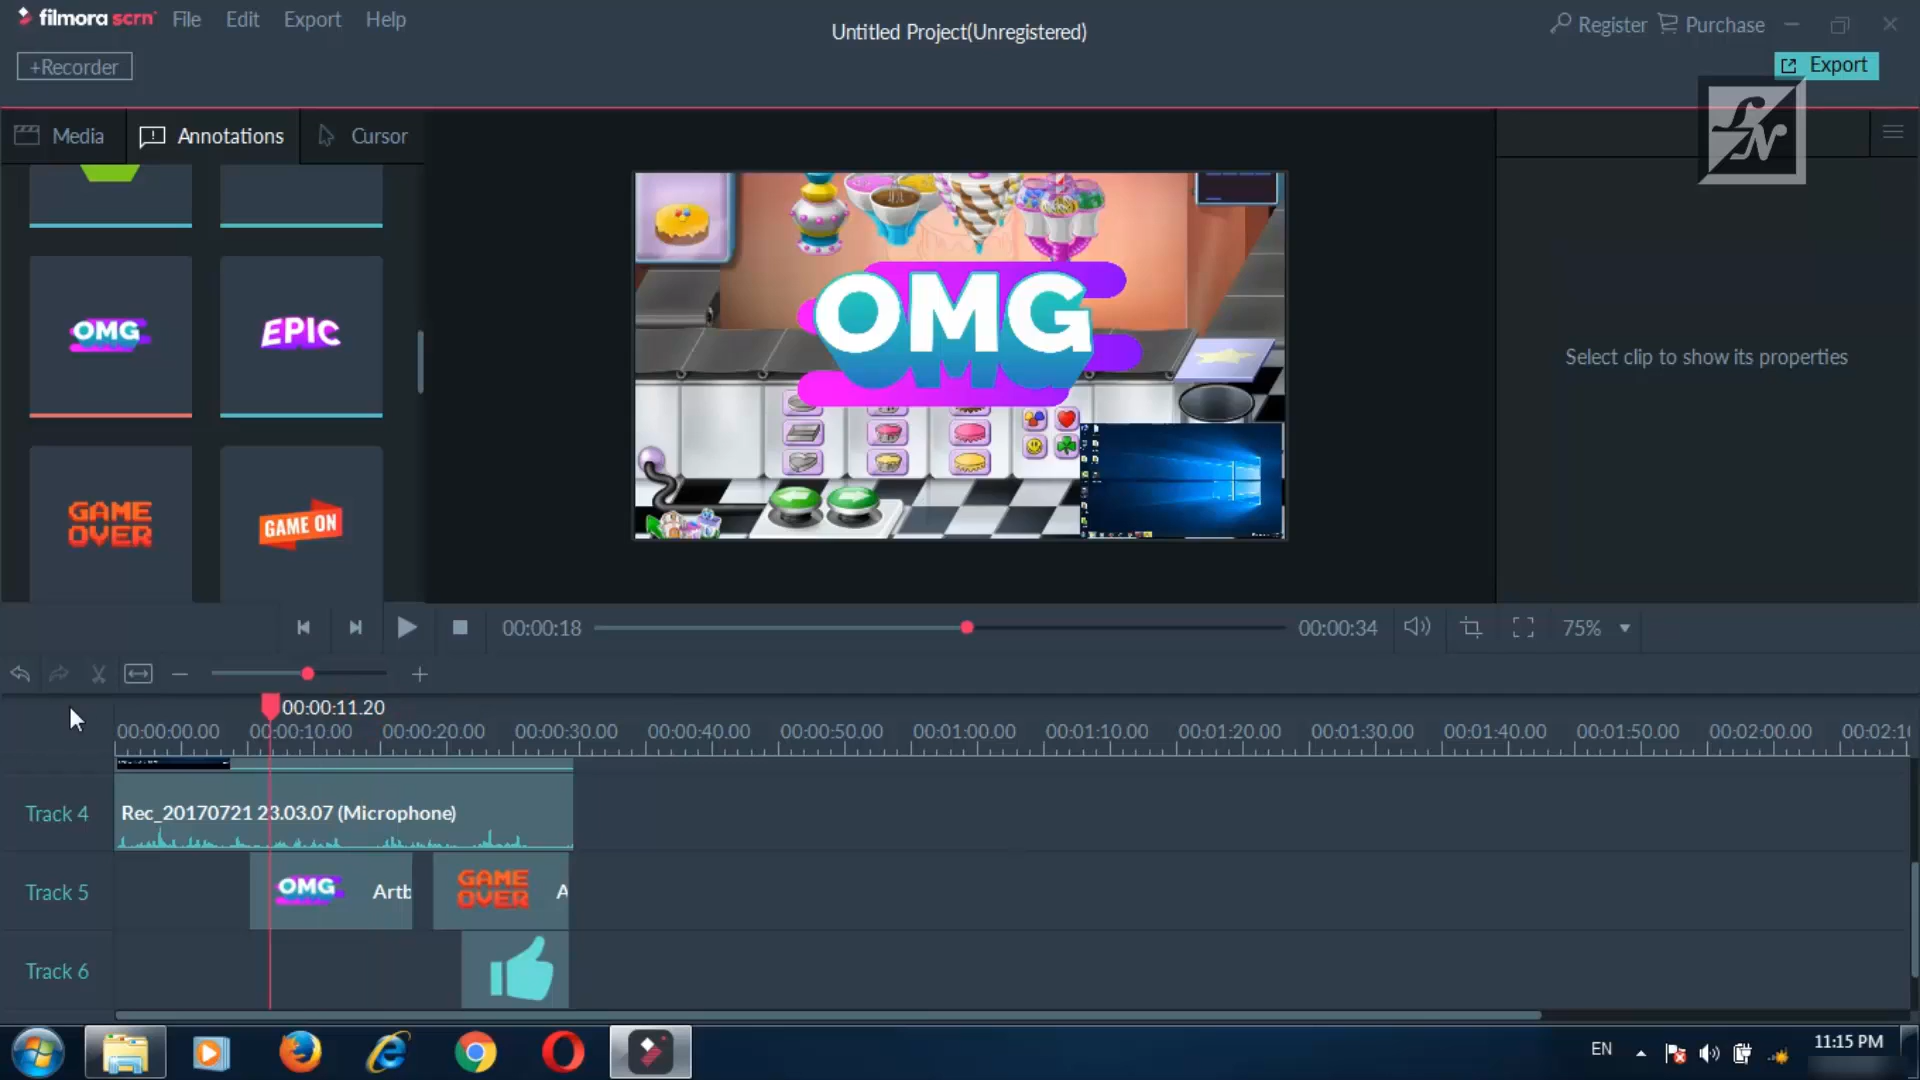 filmora scrn
File Edit Export Help
Untitled Project(Unregistered)
Register Purchase
+Recorder
Export
Media Annotations Cursor
Select clip to show its properties
OMG
OMG EPIC
GAME OVER
GAME ON
00:00:18
00:00:34
75%
00:00:11.20
00:00:00.00 00:00:10.00 00:00:20.00 00:00:30.00 00:00:40.00 00:00:50.00 00:01:00.00 00:01:10.00 00:01:20.00 00:01:30.00 00:01:40.00 00:01:50.00 00:02:00.00
Track 4 Rec_20170721 23.03.07 (Microphone)
Track 5 OMG Artb GAME OVER A
Track 6
EN 11:15 PM